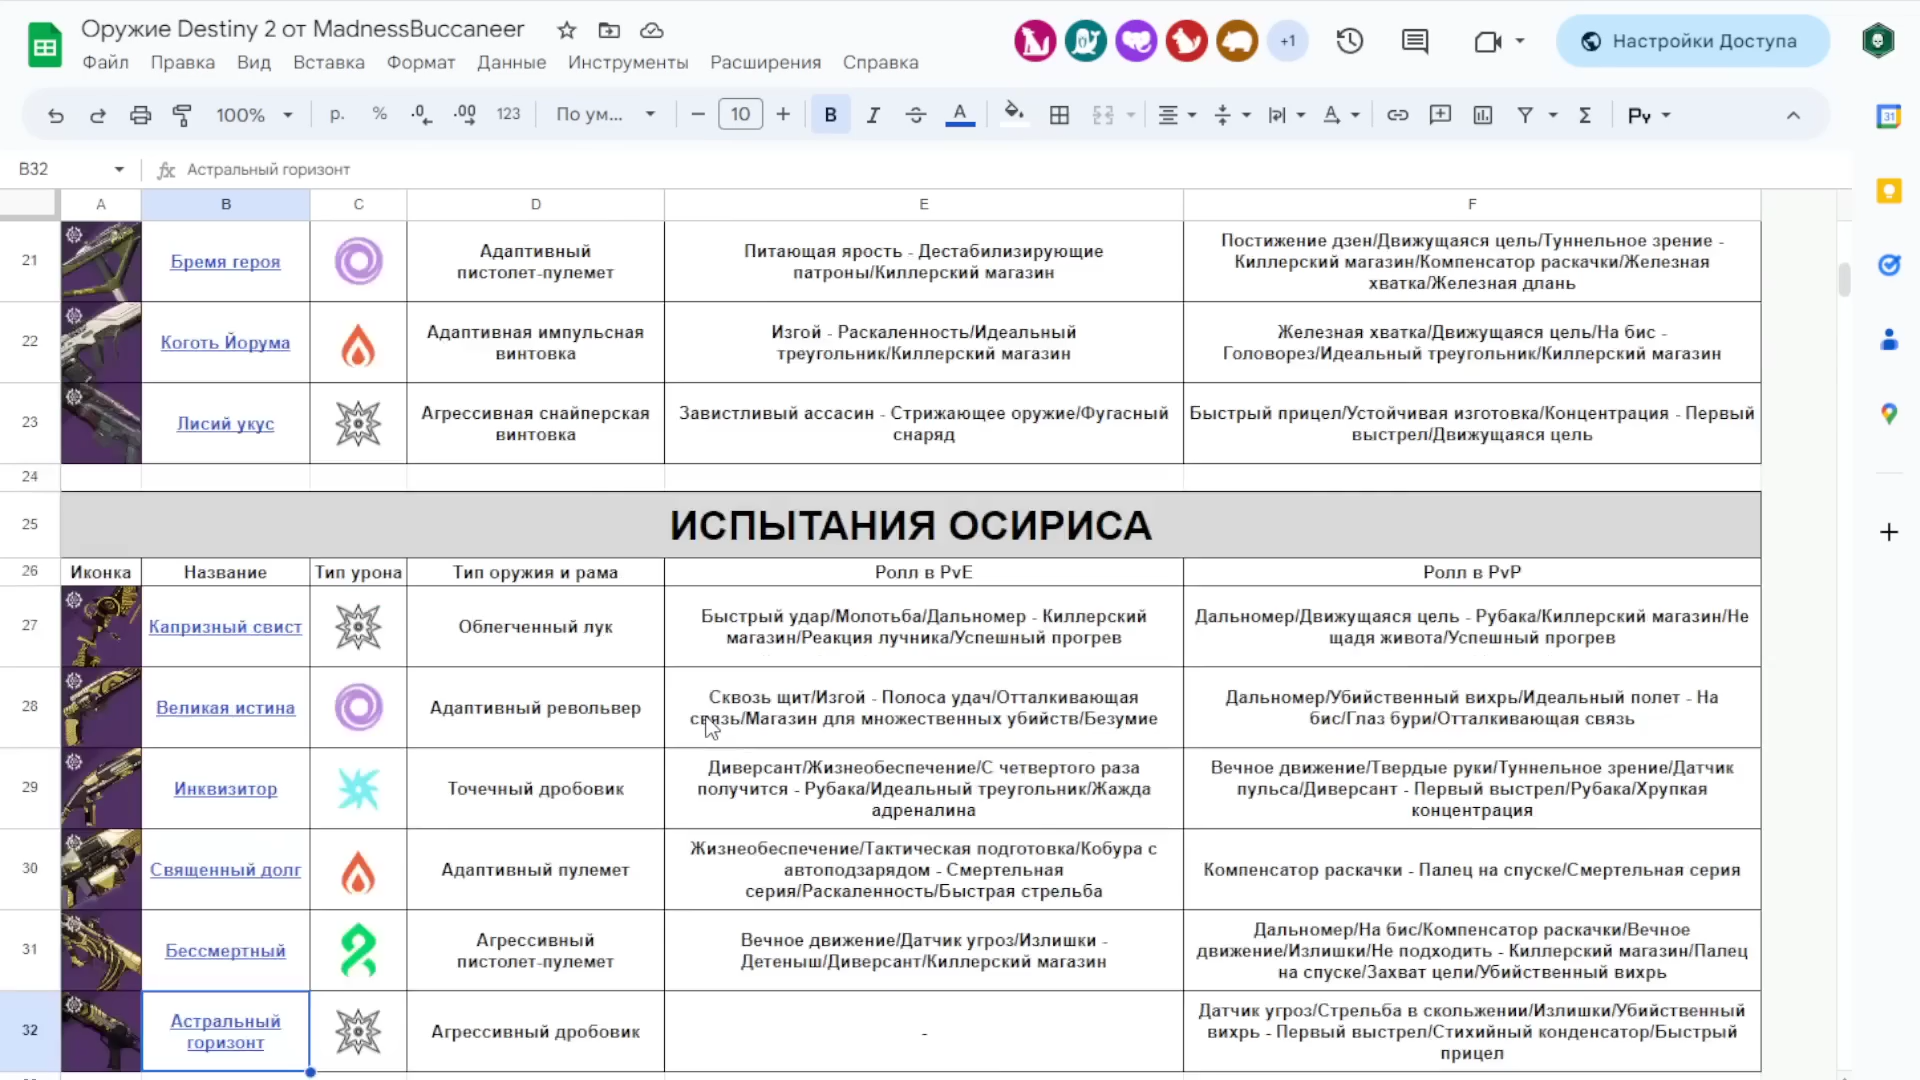 Оружие Destiny 2 от MadnessBuccaneer
Файл Правка Вид Вставка Формат Данные Инструменты Расширения Справка
+1
Настройки Доступа
100% р. % .0 .00 123 По ум... 10 B I A Σ Pγ
31
B32 fx Астральный горизонт
A B C D E F
21
Бремя героя
Адаптивный
пистолет-пулемет
Питающая ярость - Дестабилизирующие
патроны/Киллерский магазин
Постижение дзен/Движущаяся цель/Туннельное зрение -
Киллерский магазин/Компенсатор раскачки/Железная
хватка/Железная длань
22
Коготь Йорума
Адаптивная импульсная
винтовка
Изгой - Раскаленность/Идеальный
треугольник/Киллерский магазин
Железная хватка/Движущаяся цель/На бис -
Головорез/Идеальный треугольник/Киллерский магазин
23
Лисий укус
Агрессивная снайперская
винтовка
Завистливый ассасин - Стрижающее оружие/Фугасный
снаряд
Быстрый прицел/Устойчивая изготовка/Концентрация - Первый
выстрел/Движущаяся цель
24
25
ИСПЫТАНИЯ ОСИРИСА
26
Иконка Название Тип урона Тип оружия и рама Ролл в PvE Ролл в PvP
27
Капризный свист
Облегченный лук
Быстрый удар/Молотьба/Дальномер - Киллерский
магазин/Реакция лучника/Успешный прогрев
Дальномер/Движущаяся цель - Рубака/Киллерский магазин/Не
щадя живота/Успешный прогрев
28
Великая истина
Адаптивный револьвер
Сквозь щит/Изгой - Полоса удач/Отталкивающая
связь/Магазин для множественных убийств/Безумие
Дальномер/Убийственный вихрь/Идеальный полет - На
бис/Глаз бури/Отталкивающая связь
29
Инквизитор
Точечный дробовик
Диверсант/Жизнеобеспечение/С четвертого раза
получится - Рубака/Идеальный треугольник/Жажда
адреналина
Вечное движение/Твердые руки/Туннельное зрение/Датчик
пульса/Диверсант - Первый выстрел/Рубака/Хрупкая
концентрация
30
Священный долг
Адаптивный пулемет
Жизнеобеспечение/Тактическая подготовка/Кобура с
автоподзарядом - Смертельная
серия/Раскаленность/Быстрая стрельба
Компенсатор раскачки - Палец на спуске/Смертельная серия
31
Бессмертный
Агрессивный
пистолет-пулемет
Вечное движение/Датчик угроз/Излишки -
Детеныш/Диверсант/Киллерский магазин
Дальномер/На бис/Компенсатор раскачки/Вечное
движение/Излишки/Не подходить - Киллерский магазин/Палец
на спуске/Захват цели/Убийственный вихрь
32
Астральный
горизонт
Агрессивный дробовик
-
Датчик угроз/Стрельба в скольжении/Излишки/Убийственный
вихрь - Первый выстрел/Стихийный конденсатор/Быстрый
прицел